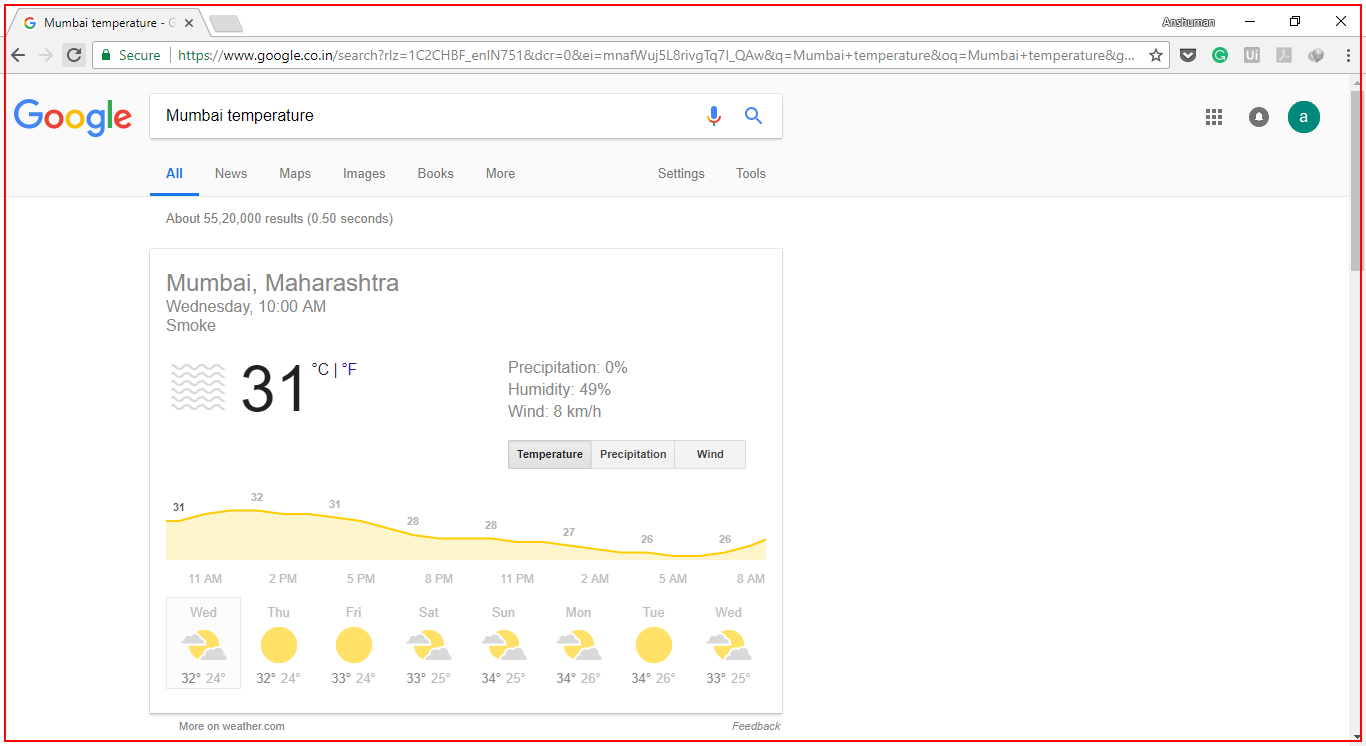 Mumbai temperature - G
Anshuman
Secure https://www.google.co.in/search?rlz=1C2CHBF_enIN751&dcr=0&ei=mnafWuj5L8rivgTq7I_QAw&q=Mumbai+temperature&oq=Mumbai+temperature&g...
Ui
Google Mumbai temperature a
All News Maps Images Books More Settings Tools
About 55,20,000 results (0.50 seconds)
Mumbai, Maharashtra
Wednesday, 10:00 AM
Smoke
31 °C | °F
Precipitation: 0%
Humidity: 49%
Wind: 8 km/h
Temperature Precipitation Wind
31 32 31 28 28 27 26 26
11 AM 2 PM 5 PM 8 PM 11 PM 2 AM 5 AM 8 AM
Wed Thu Fri Sat Sun Mon Tue Wed
32° 24° 32° 24° 33° 24° 33° 25° 34° 25° 34° 26° 34° 26° 33° 25°
More on weather.com Feedback